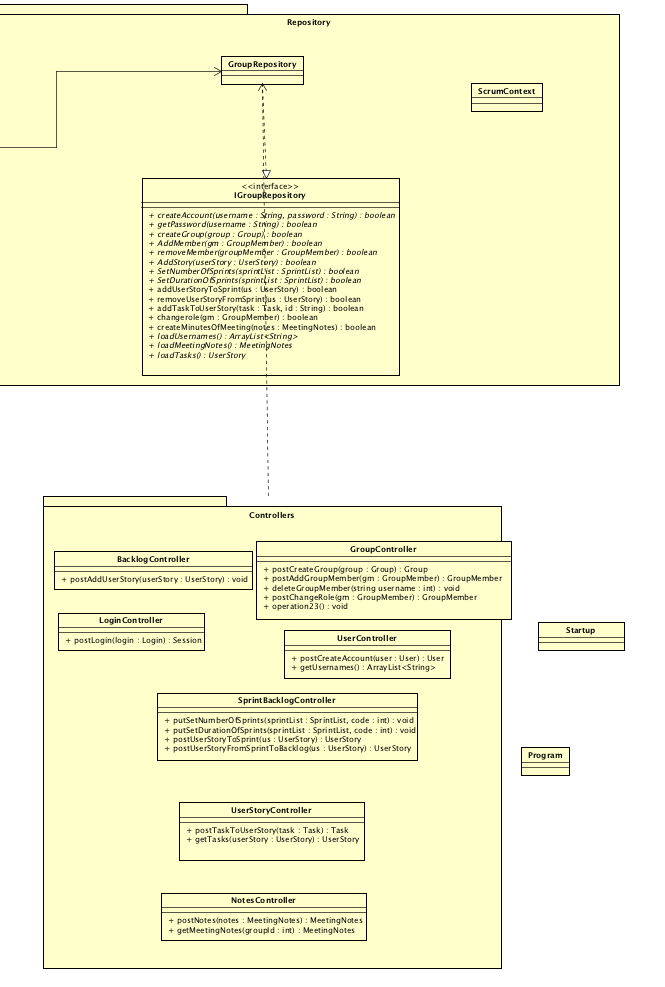 Repository
GroupRepository
ScrumContext
<<interface>>
IGroupRepository
+ createAccount(username : String, password : String) : boolean
+ getPassword(username : String) : boolean
+ createGroup(group : Group) : boolean
+ AddMember(gm : GroupMember) : boolean
+ removeMember(groupMember : GroupMember) : boolean
+ AddStory(userStory : UserStory) : boolean
+ SetNumberOfSprints(sprintList : SprintList) : boolean
+ SetDurationOfSprints(sprintList : SprintList) : boolean
+ addUserStoryToSprint(us : UserStory) : boolean
+ removeUserStoryFromSprint(us : UserStory) : boolean
+ addTaskToUserStory(task : Task, id : String) : boolean
+ changerole(gm : GroupMember) : boolean
+ createMinutesOfMeeting(notes : MeetingNotes) : boolean
+ loadUsernames() : ArrayList<String>
+ loadMeetingNotes() : MeetingNotes
+ loadTasks() : UserStory
Controllers
BacklogController
+ postAddUserStory(userStory : UserStory) : void
GroupController
+ postCreateGroup(group : Group) : Group
+ postAddGroupMember(gm : GroupMember) : GroupMember
+ deleteGroupMember(string username : int) : void
+ postChangeRole(gm : GroupMember) : GroupMember
+ operation23() : void
LoginController
+ postLogin(login : Login) : Session
UserController
+ postCreateAccount(user : User) : User
+ getUsernames() : ArrayList<String>
Startup
SprintBacklogController
+ putSetNumberOfSprints(sprintList : SprintList, code : int) : void
+ putSetDurationOfSprints(sprintList : SprintList, code : int) : void
+ postUserStoryToSprint(us : UserStory) : UserStory
+ postUserStoryFromSprintToBacklog(us : UserStory) : UserStory
Program
UserStoryController
+ postTaskToUserStory(task : Task) : Task
+ getTasks(userStory : UserStory) : UserStory
NotesController
+ postNotes(notes : MeetingNotes) : MeetingNotes
+ getMeetingNotes(groupId : int) : MeetingNotes